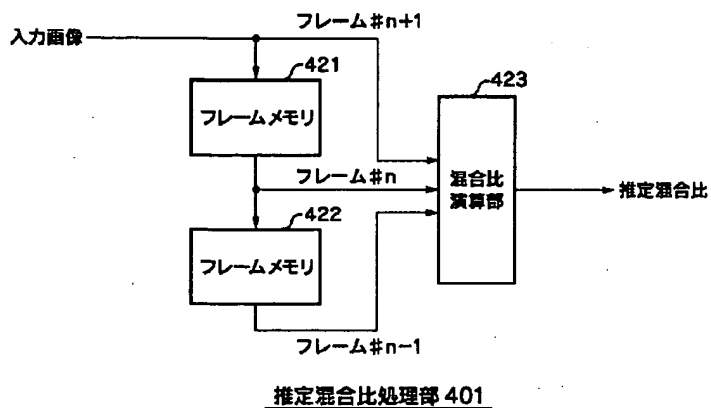 フレーム#n+1
入力画像
421
フレームメモリ
423
混合比
演算部
フレーム#n
推定混合比
422
フレームメモリ
フレーム#n-1
推定混合比処理部 401